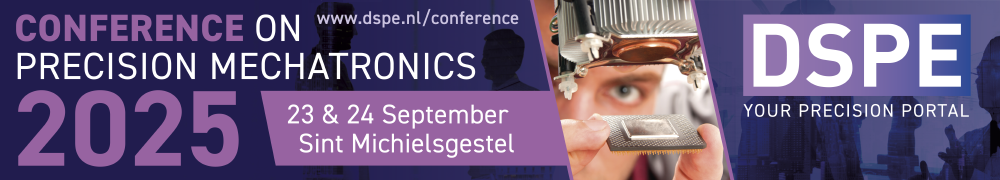 CONFERENCE ON
www.dspe.nl/conference
PRECISION MECHATRONICS
2025
23 & 24 September
Sint Michielsgestel
DSPE
YOUR PRECISION PORTAL